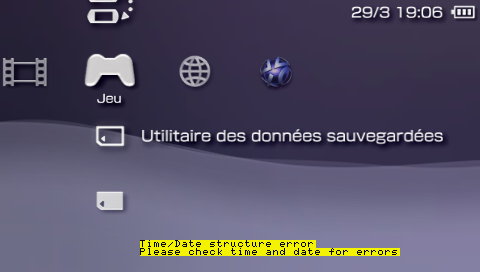 29/3 19:06
Jeu
Utilitaire des données sauvegardées
Time/Date structure error
Please check time and date for errors